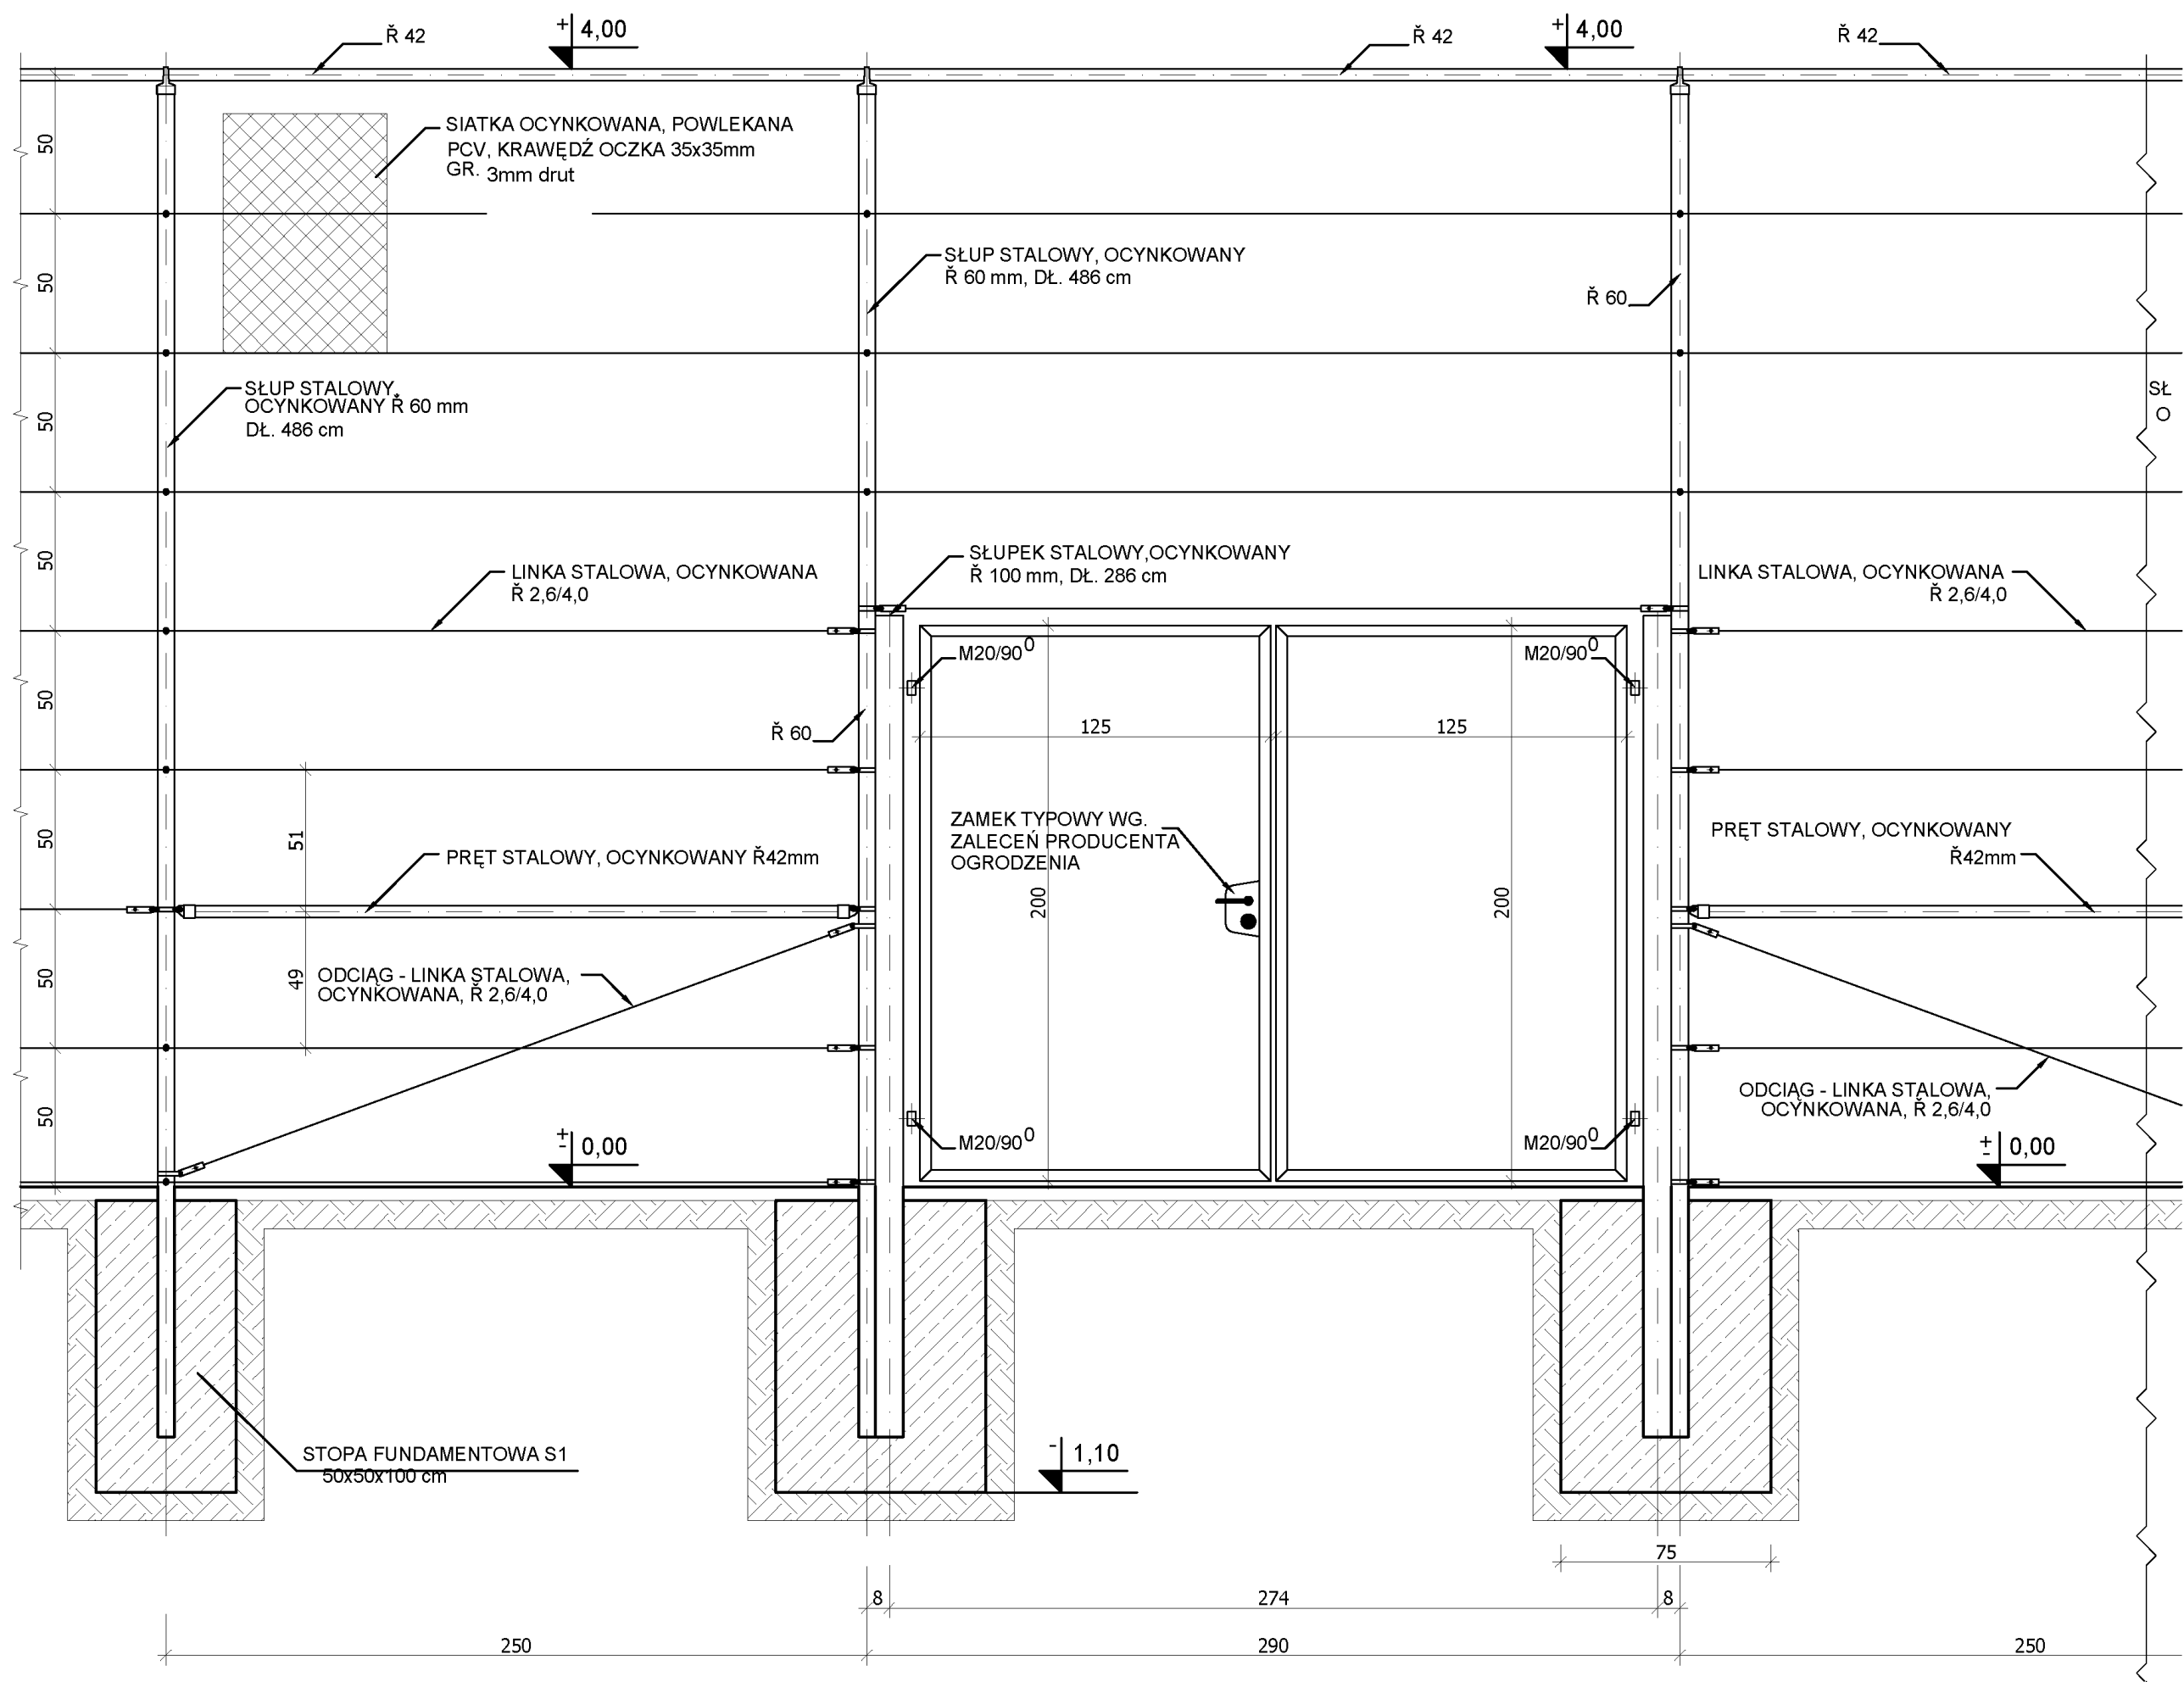 Ř 42
+ 4,00
Ř 42
+ 4,00
Ř 42
SIATKA OCYNKOWANA, POWLEKANA
PCV, KRAWĘDŹ OCZKA 35x35mm
GR. 3mm drut
50
50
50
50
50
50
50
50
SŁUP STALOWY, OCYNKOWANY
Ř 60 mm, DŁ. 486 cm
Ř 60
SŁUP STALOWY,
OCYNKOWANY Ř 60 mm
DŁ. 486 cm
SŁ
O
SŁUPEK STALOWY,OCYNKOWANY
Ř 100 mm, DŁ. 286 cm
LINKA STALOWA, OCYNKOWANA
Ř 2,6/4,0
LINKA STALOWA, OCYNKOWANA
Ř 2,6/4,0
M20/90⁰
M20/90⁰
Ř 60
125
125
51
49
200
200
ZAMEK TYPOWY WG.
ZALECEŃ PRODUCENTA
OGRODZENIA
PRĘT STALOWY, OCYNKOWANY Ř42mm
PRĘT STALOWY, OCYNKOWANY
Ř42mm
ODCIĄG - LINKA STALOWA,
OCYNKOWANA, Ř 2,6/4,0
ODCIĄG - LINKA STALOWA,
OCYNKOWANA, Ř 2,6/4,0
± 0,00
M20/90⁰
M20/90⁰
± 0,00
STOPA FUNDAMENTOWA S1
50x50x100 cm
- 1,10
75
8
274
8
250
290
250